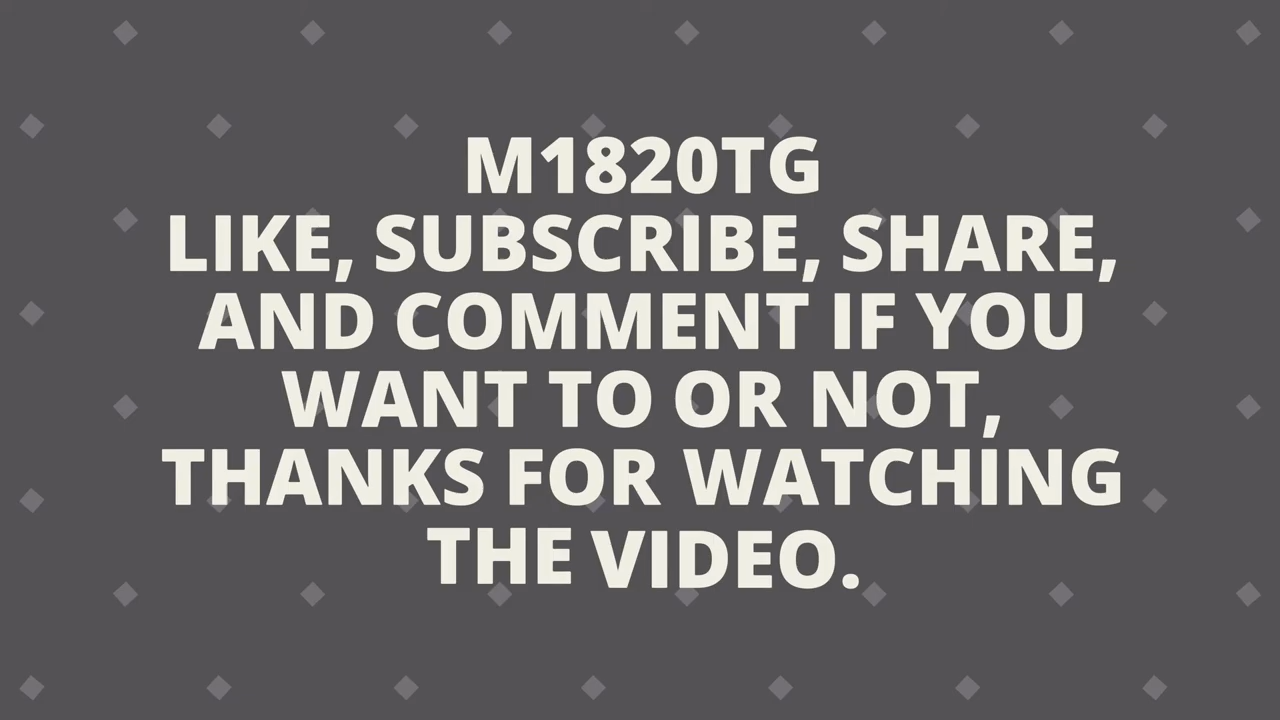 M1820TG
LIKE, SUBSCRIBE, SHARE,
AND COMMENT IF YOU
WANT TO OR NOT,
THANKS FOR WATCHING
THE VIDEO.